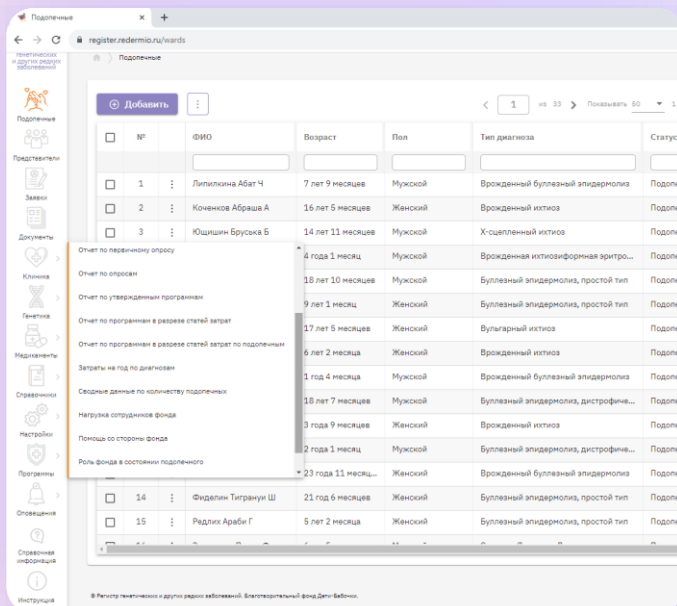 Подопечные
register.redermio.ru/wards
генетических
и других редких
заболеваний
Подопечные
Добавить
1 из 33 Показывать 50 1
№ ФИО Возраст Пол Тип диагноза Статус
1 Липилкина Абат Ч 7 лет 9 месяцев Мужской Врожденный буллезный эпидермолиз Подопе
2 Коченков Абраша А 16 лет 5 месяцев Женский Врожденный ихтиоз Подопе
3 Ющишин Бруська Б 14 лет 11 месяцев Мужской Х-сцепленный ихтиоз Подопе
4 года 1 месяц Мужской Врожденная ихтиозиформная эритро... Подопе
18 лет 10 месяцев Мужской Буллезный эпидермолиз, простой тип Подопе
9 лет 1 месяц Женский Буллезный эпидермолиз, простой тип Подопе
17 лет 5 месяцев Женский Вульгарный ихтиоз Подопе
6 лет 2 месяца Женский Врожденный ихтиоз Подопе
1 год 4 месяца Мужской Врожденный буллезный эпидермолиз Подопе
18 лет 7 месяцев Мужской Буллезный эпидермолиз, дистрофиче... Подопе
3 года 9 месяцев Женский Врожденный ихтиоз Подопе
2 года 1 месяц Мужской Буллезный эпидермолиз, дистрофиче... Подопе
23 года 11 месяц... Женский Врожденный буллезный эпидермолиз Подопе
14 Фиделин Тигрануи Ш 21 год 6 месяцев Женский Буллезный эпидермолиз, простой тип Подопе
15 Редлих Араби Г 5 лет 2 месяца Женский Буллезный эпидермолиз, простой тип Подопе
Отчет по первичному опросу
Отчет по опросам
Отчет по утвержденным программам
Отчет по программам в разрезе статей затрат
Отчет по программам в разрезе статей затрат по подопечным
Затраты на год по диагнозам
Сводные данные по количеству подопечных
Нагрузка сотрудников фонда
Помощь со стороны фонда
Роль фонда в состоянии подопечного
Подопечные
Представители
Заявки
Документы
Клиника
Генетика
Медикаменты
Справочники
Настройки
Программы
Оповещения
Справочная
информация
Инструкция
© Регистр генетических и других редких заболеваний. Благотворительный фонд Дети-Бабочки.